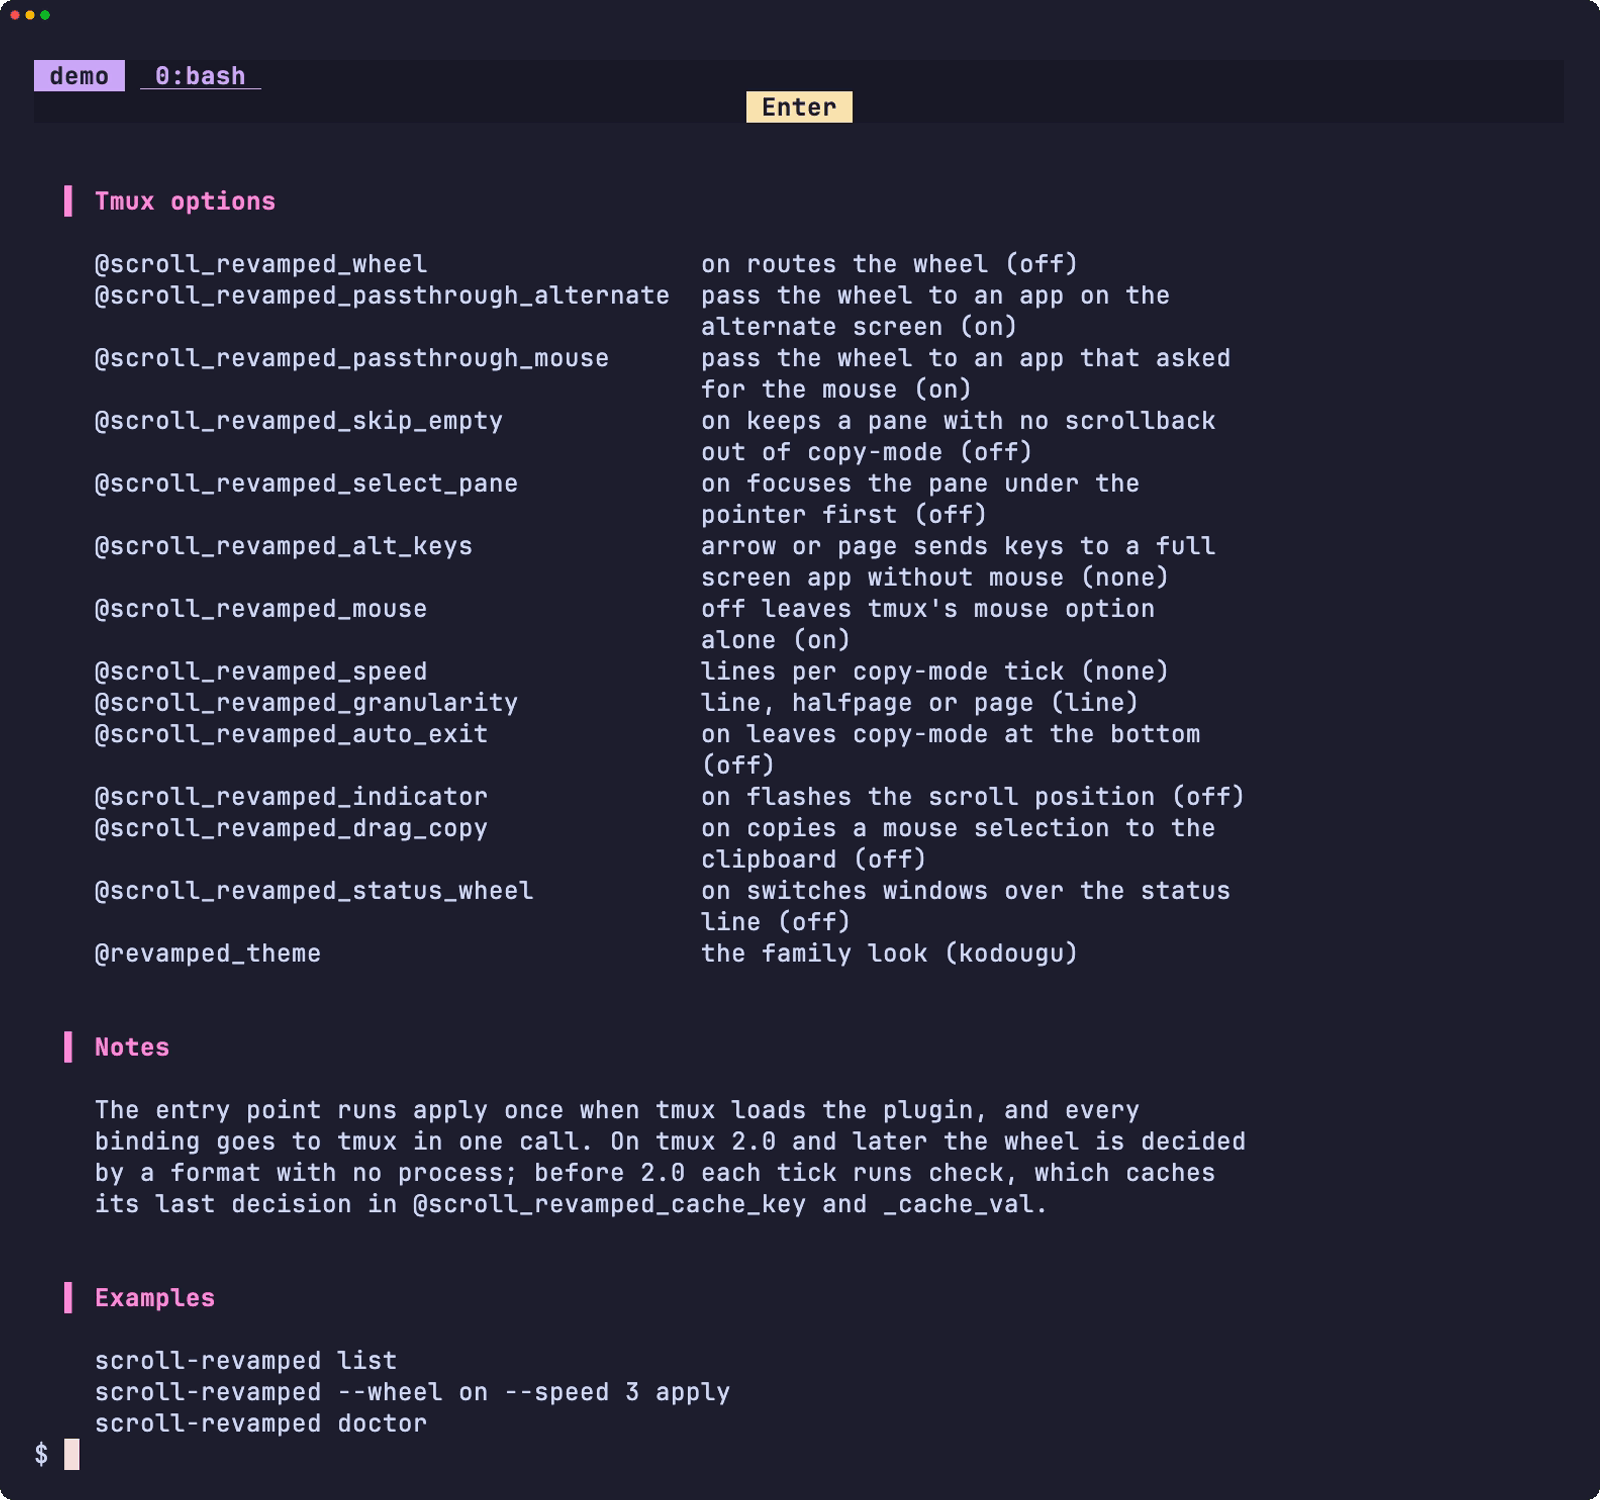 demo 0:bash
Enter
Tmux options
@scroll_revamped_wheel on routes the wheel (off)
@scroll_revamped_passthrough_alternate pass the wheel to an app on the
alternate screen (on)
@scroll_revamped_passthrough_mouse pass the wheel to an app that asked
for the mouse (on)
@scroll_revamped_skip_empty on keeps a pane with no scrollback
out of copy-mode (off)
@scroll_revamped_select_pane on focuses the pane under the
pointer first (off)
@scroll_revamped_alt_keys arrow or page sends keys to a full
screen app without mouse (none)
@scroll_revamped_mouse off leaves tmux's mouse option
alone (on)
@scroll_revamped_speed lines per copy-mode tick (none)
@scroll_revamped_granularity line, halfpage or page (line)
@scroll_revamped_auto_exit on leaves copy-mode at the bottom
(off)
@scroll_revamped_indicator on flashes the scroll position (off)
@scroll_revamped_drag_copy on copies a mouse selection to the
clipboard (off)
@scroll_revamped_status_wheel on switches windows over the status
line (off)
@revamped_theme the family look (kodougu)
Notes
The entry point runs apply once when tmux loads the plugin, and every
binding goes to tmux in one call. On tmux 2.0 and later the wheel is decided
by a format with no process; before 2.0 each tick runs check, which caches
its last decision in @scroll_revamped_cache_key and _cache_val.
Examples
scroll-revamped list
scroll-revamped --wheel on --speed 3 apply
scroll-revamped doctor
$